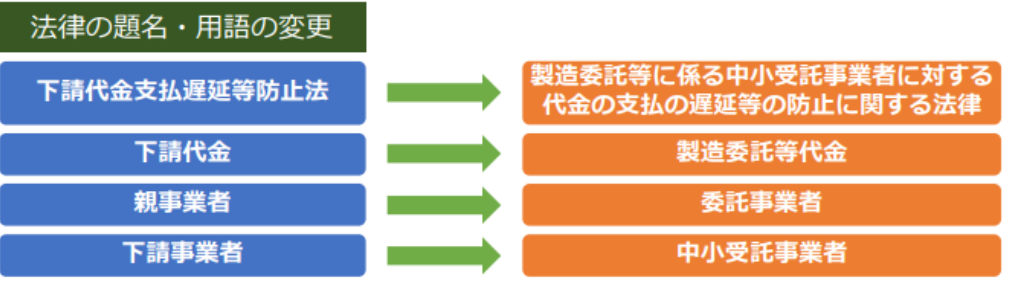 法律の題名・用語の変更
下請代金支払遅延等防止法
製造委託等に係る中小受託事業者に対する
代金の支払の遅延等の防止に関する法律
下請代金
製造委託等代金
親事業者
委託事業者
下請事業者
中小受託事業者